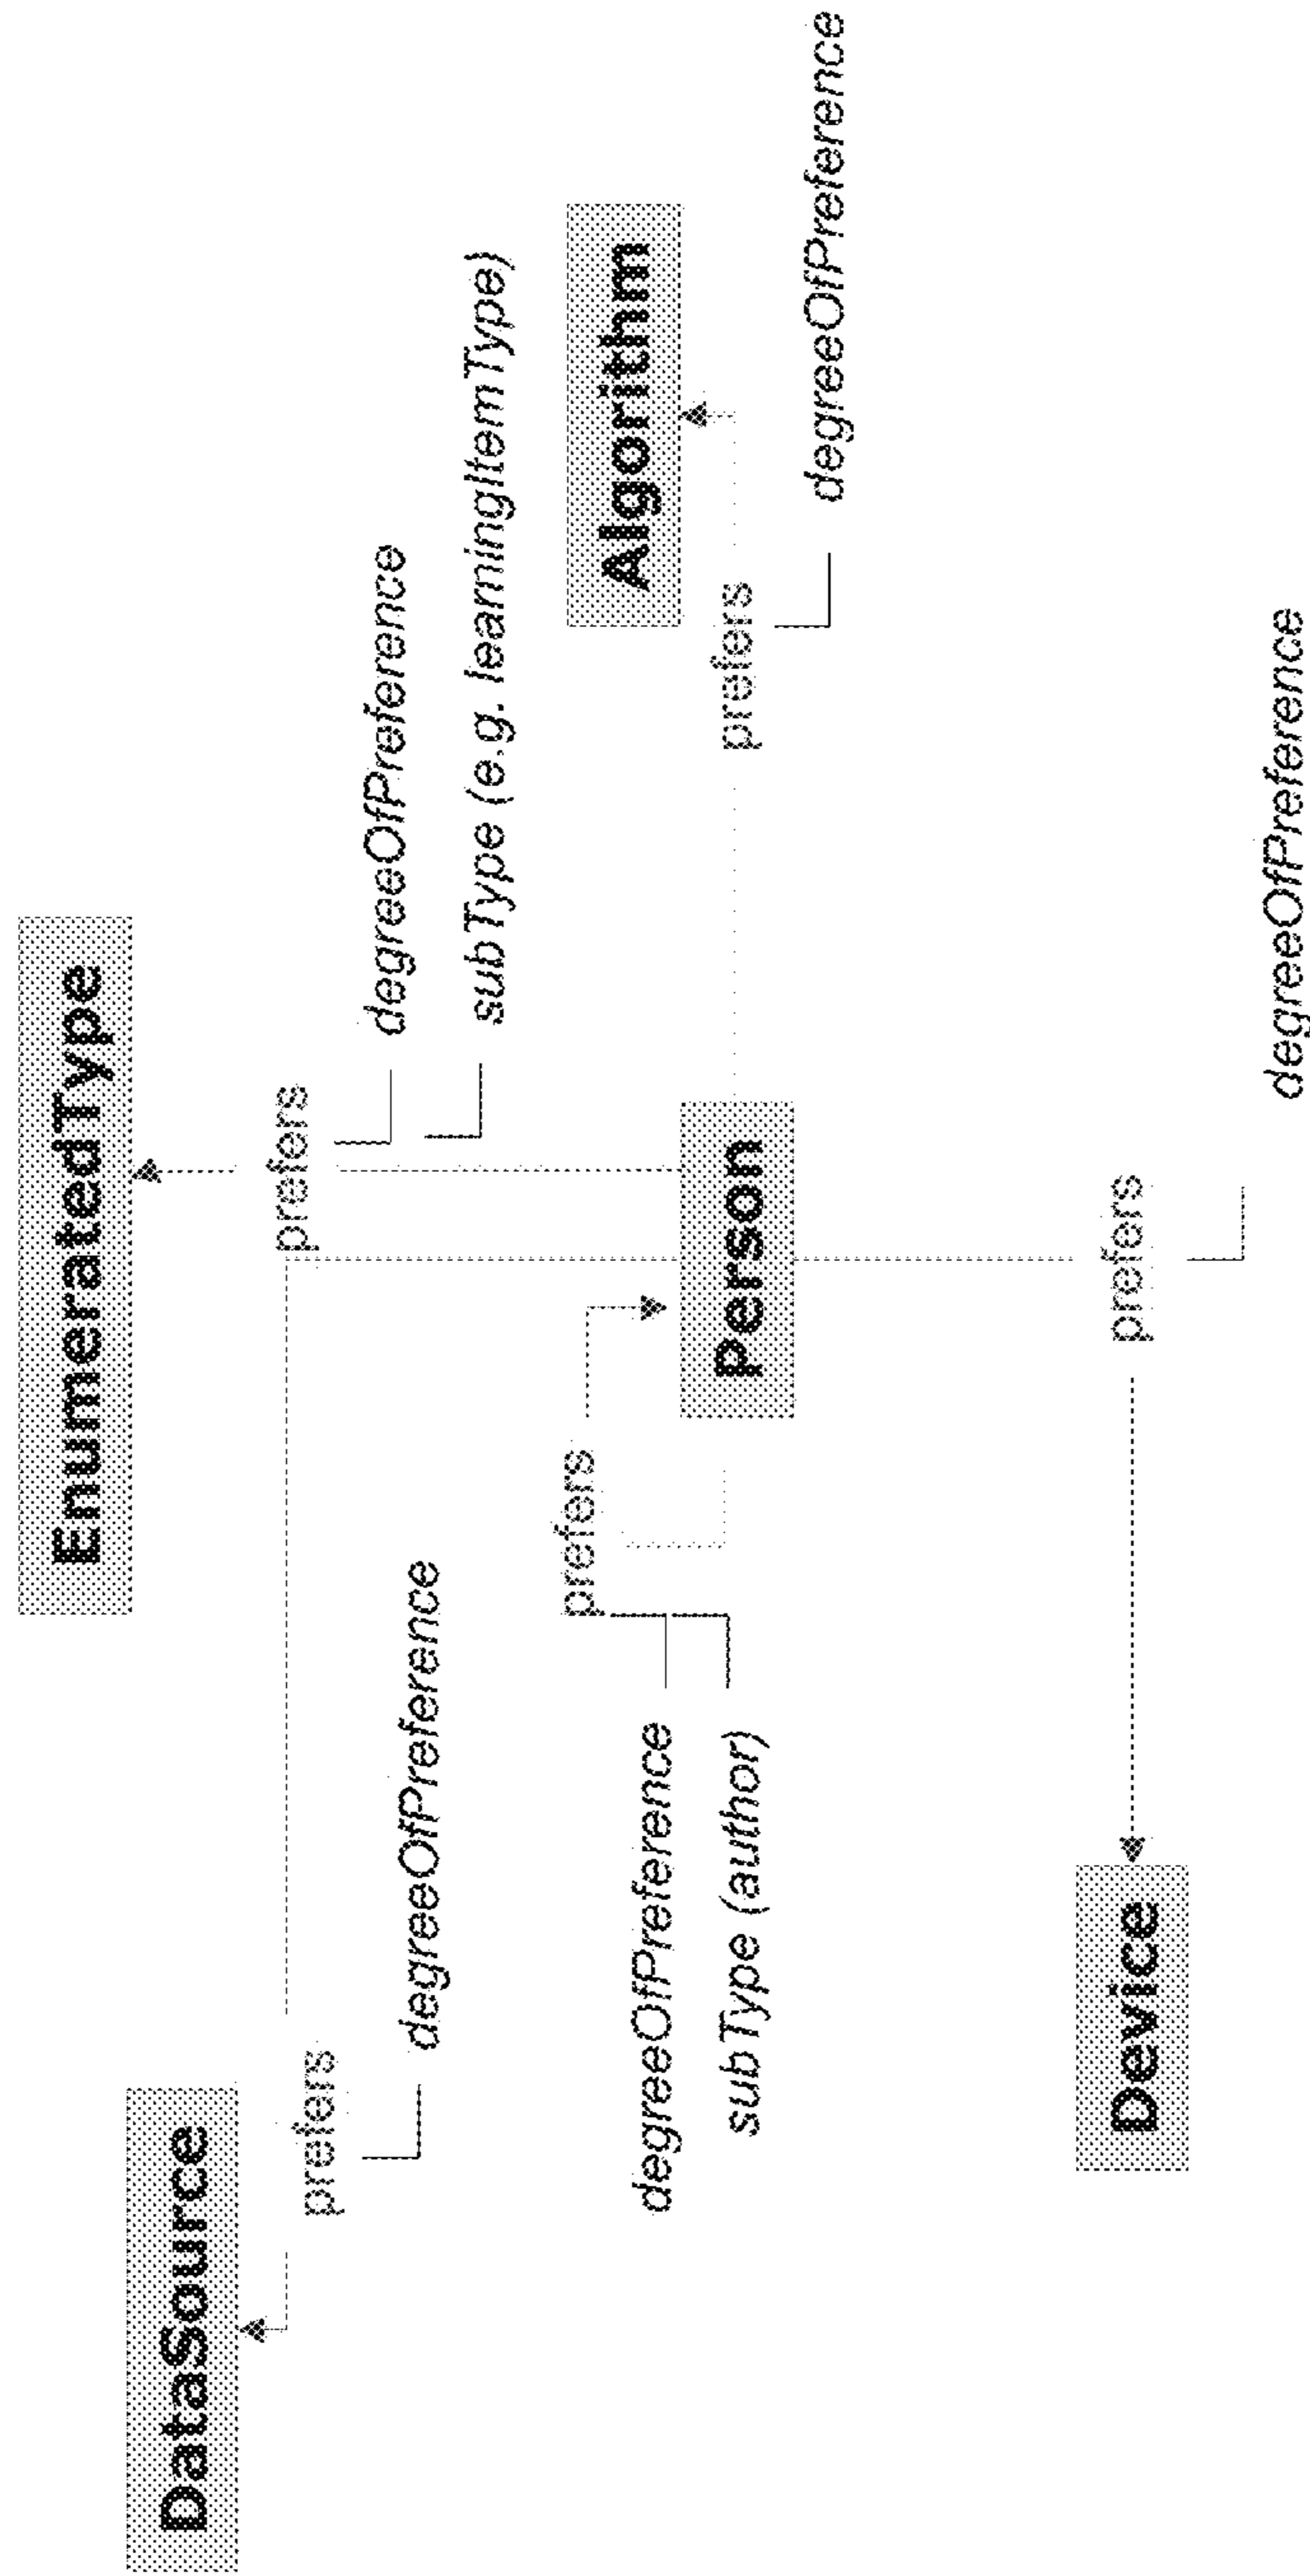 EnumeratedType
DataSource
prefers
prefers
degreeOfPreference
degreeOfPreference
subType (e.g. learningItemType)
prefers
Algorithm
degreeOfPreference
subType (author)
Person
prefers
degreeOfPreference
Device
prefers
degreeOfPreference